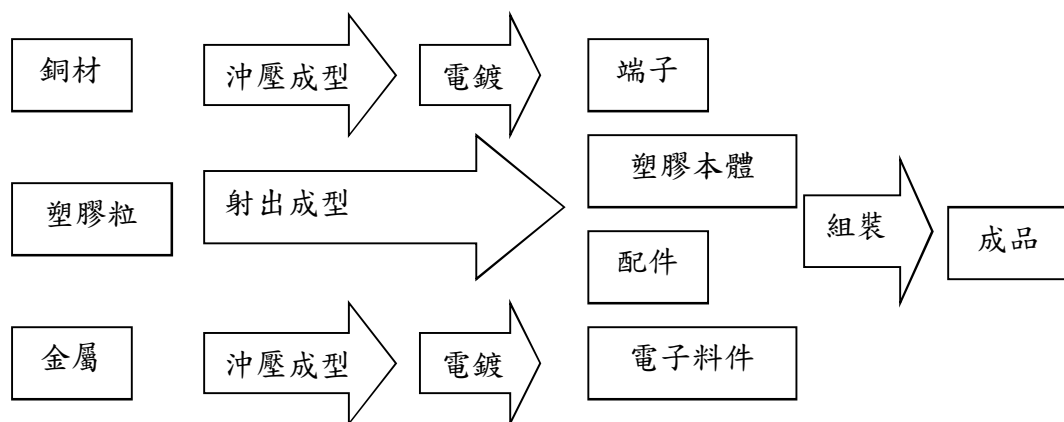 銅材
沖壓成型
電鍍
端子
塑膠粒
射出成型
塑膠本體
配件
組裝
成品
金屬
沖壓成型
電鍍
電子料件